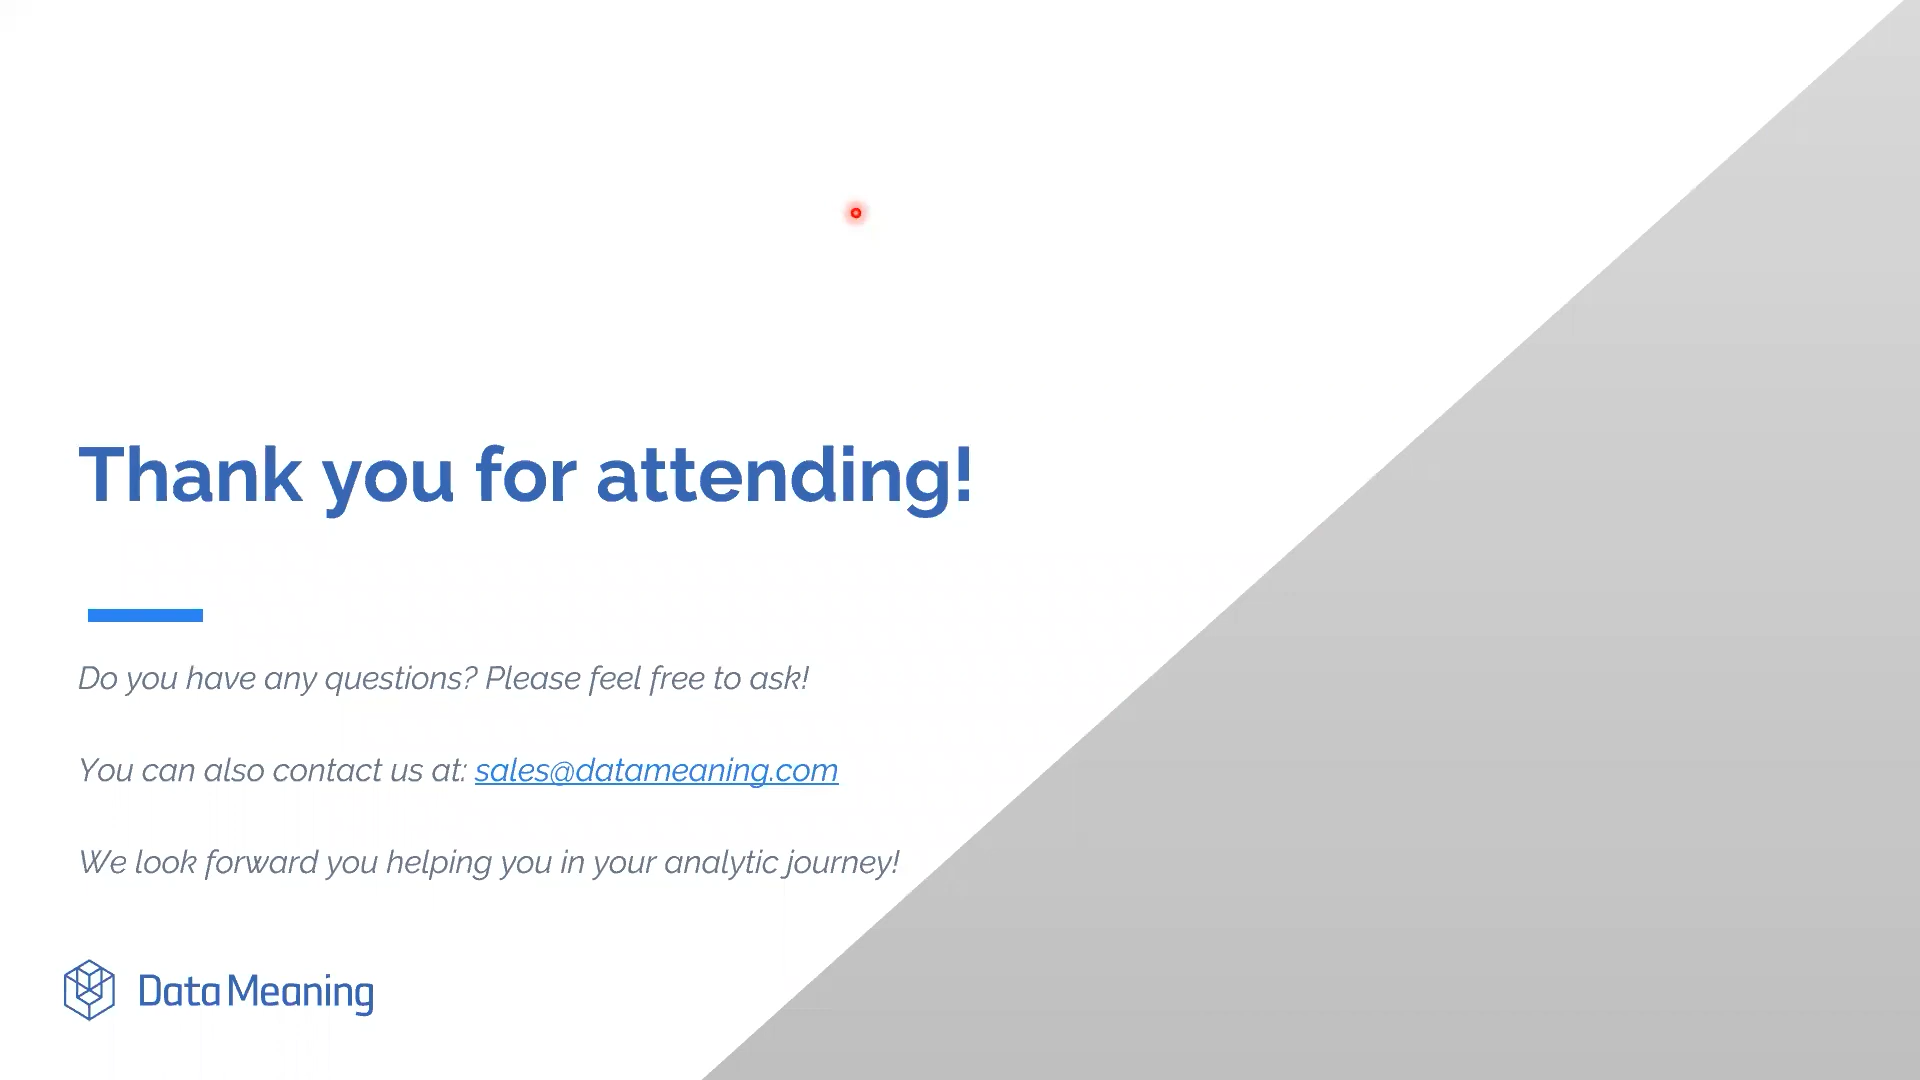 Thank you for attending!
Do you have any questions? Please feel free to ask!
You can also contact us at: sales@datameaning.com
We look forward you helping you in your analytic journey!
Data Meaning